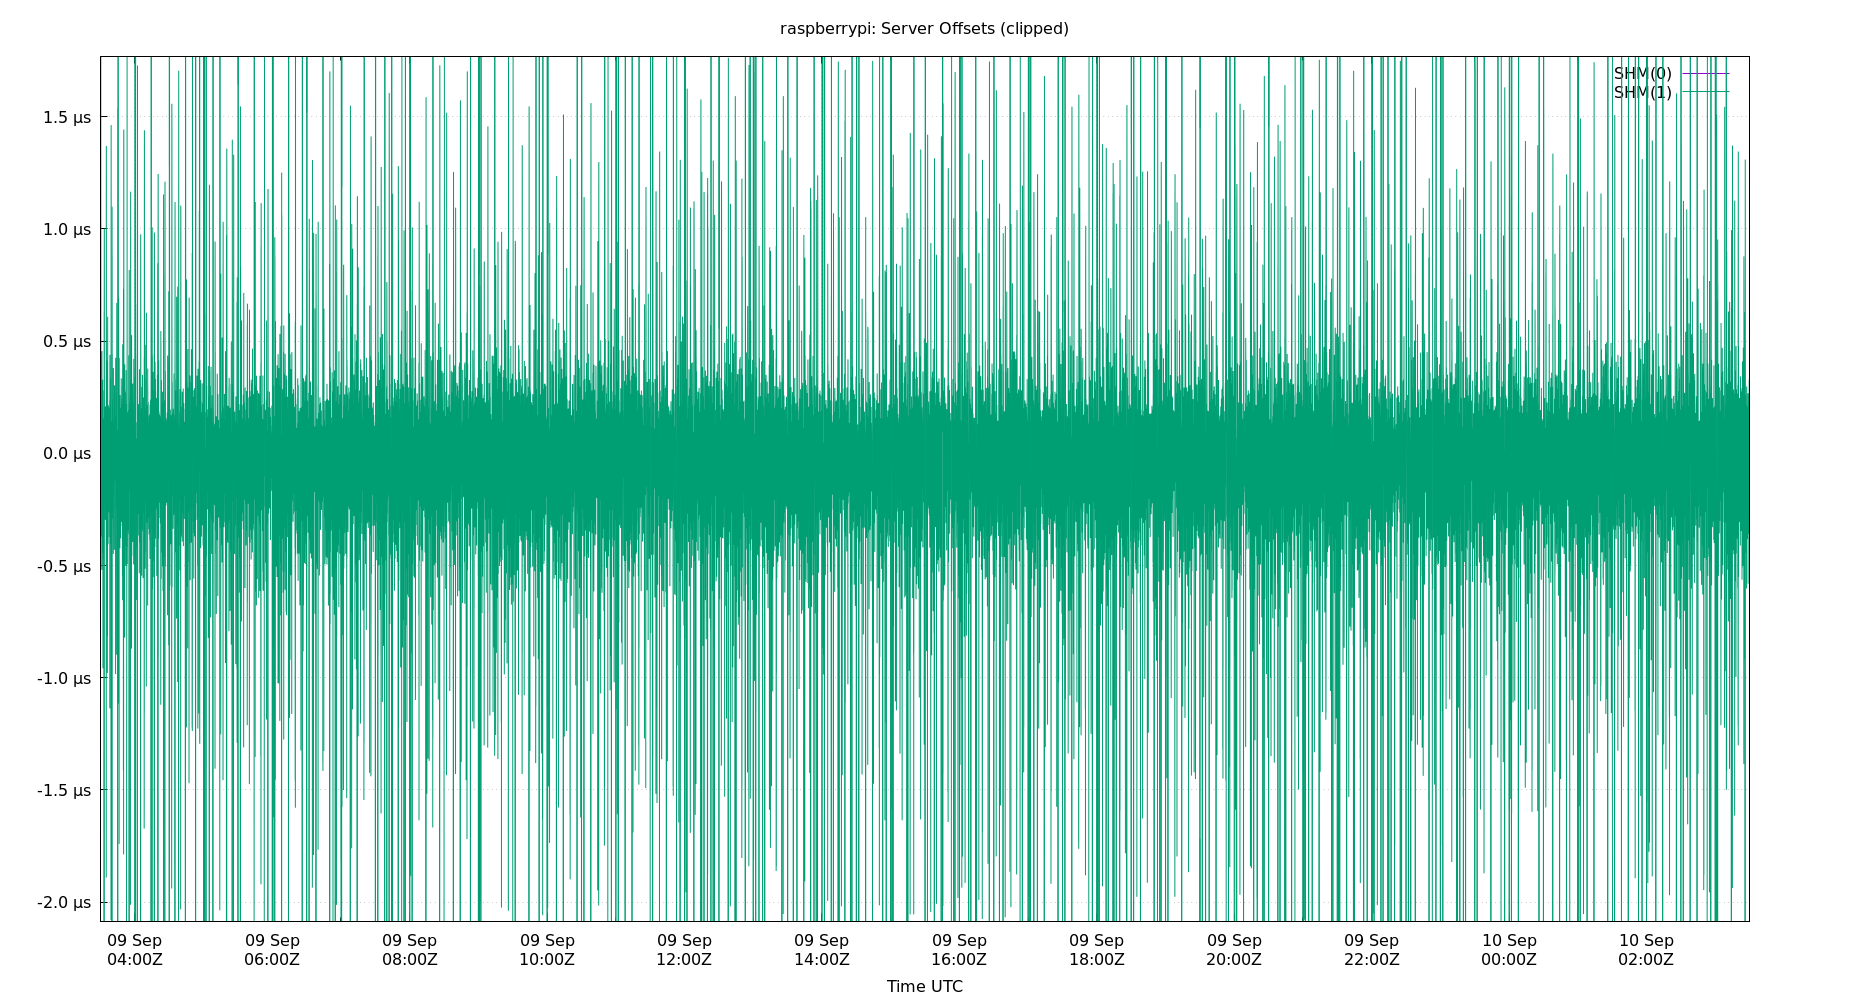 raspberrypi: Server Offsets (clipped)
SHM(0)
SHM(1)
1.5 µs
1.0 µs
0.5 µs
0.0 µs
-0.5 µs
-1.0 µs
-1.5 µs
-2.0 µs
09 Sep 09 Sep 09 Sep 09 Sep 09 Sep 09 Sep 09 Sep 09 Sep 09 Sep 09 Sep 10 Sep 10 Sep
04:00Z 06:00Z 08:00Z 10:00Z 12:00Z 14:00Z 16:00Z 18:00Z 20:00Z 22:00Z 00:00Z 02:00Z
Time UTC